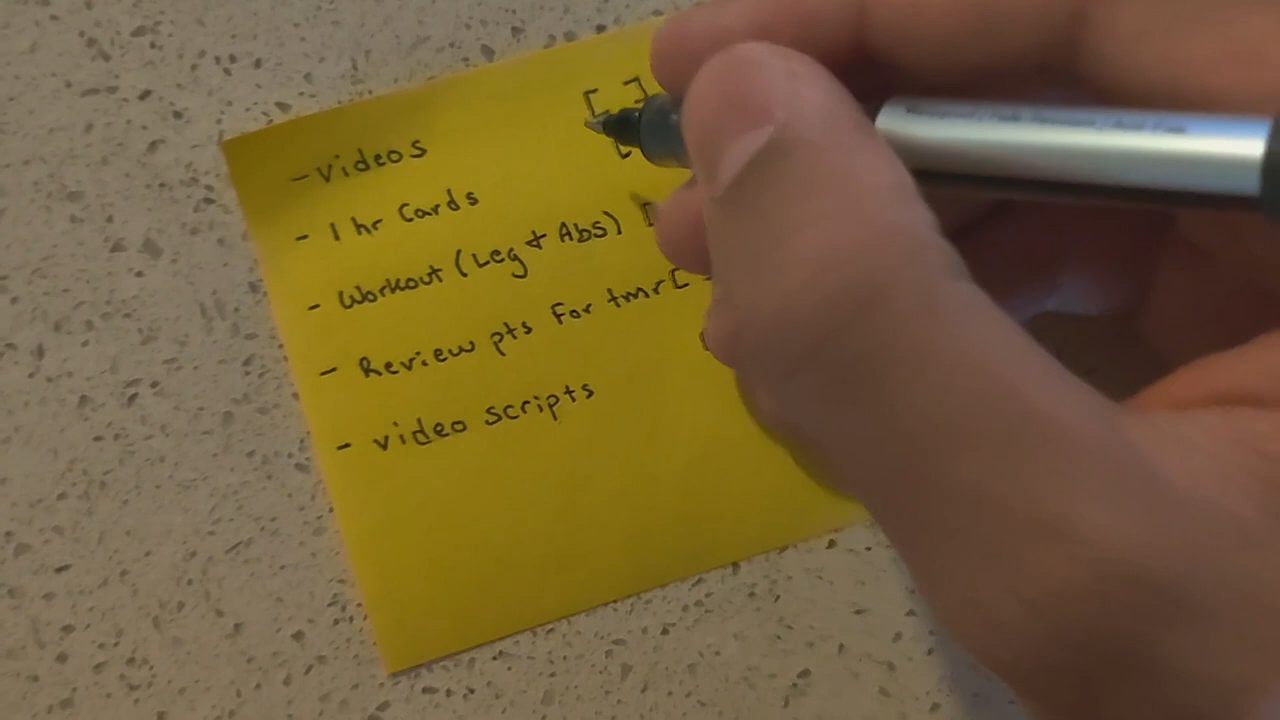 - Videos [ ]
- 1 hr Cards [
- Workout (Leg + Abs) [
- Review pts For tmr [
- video scripts [